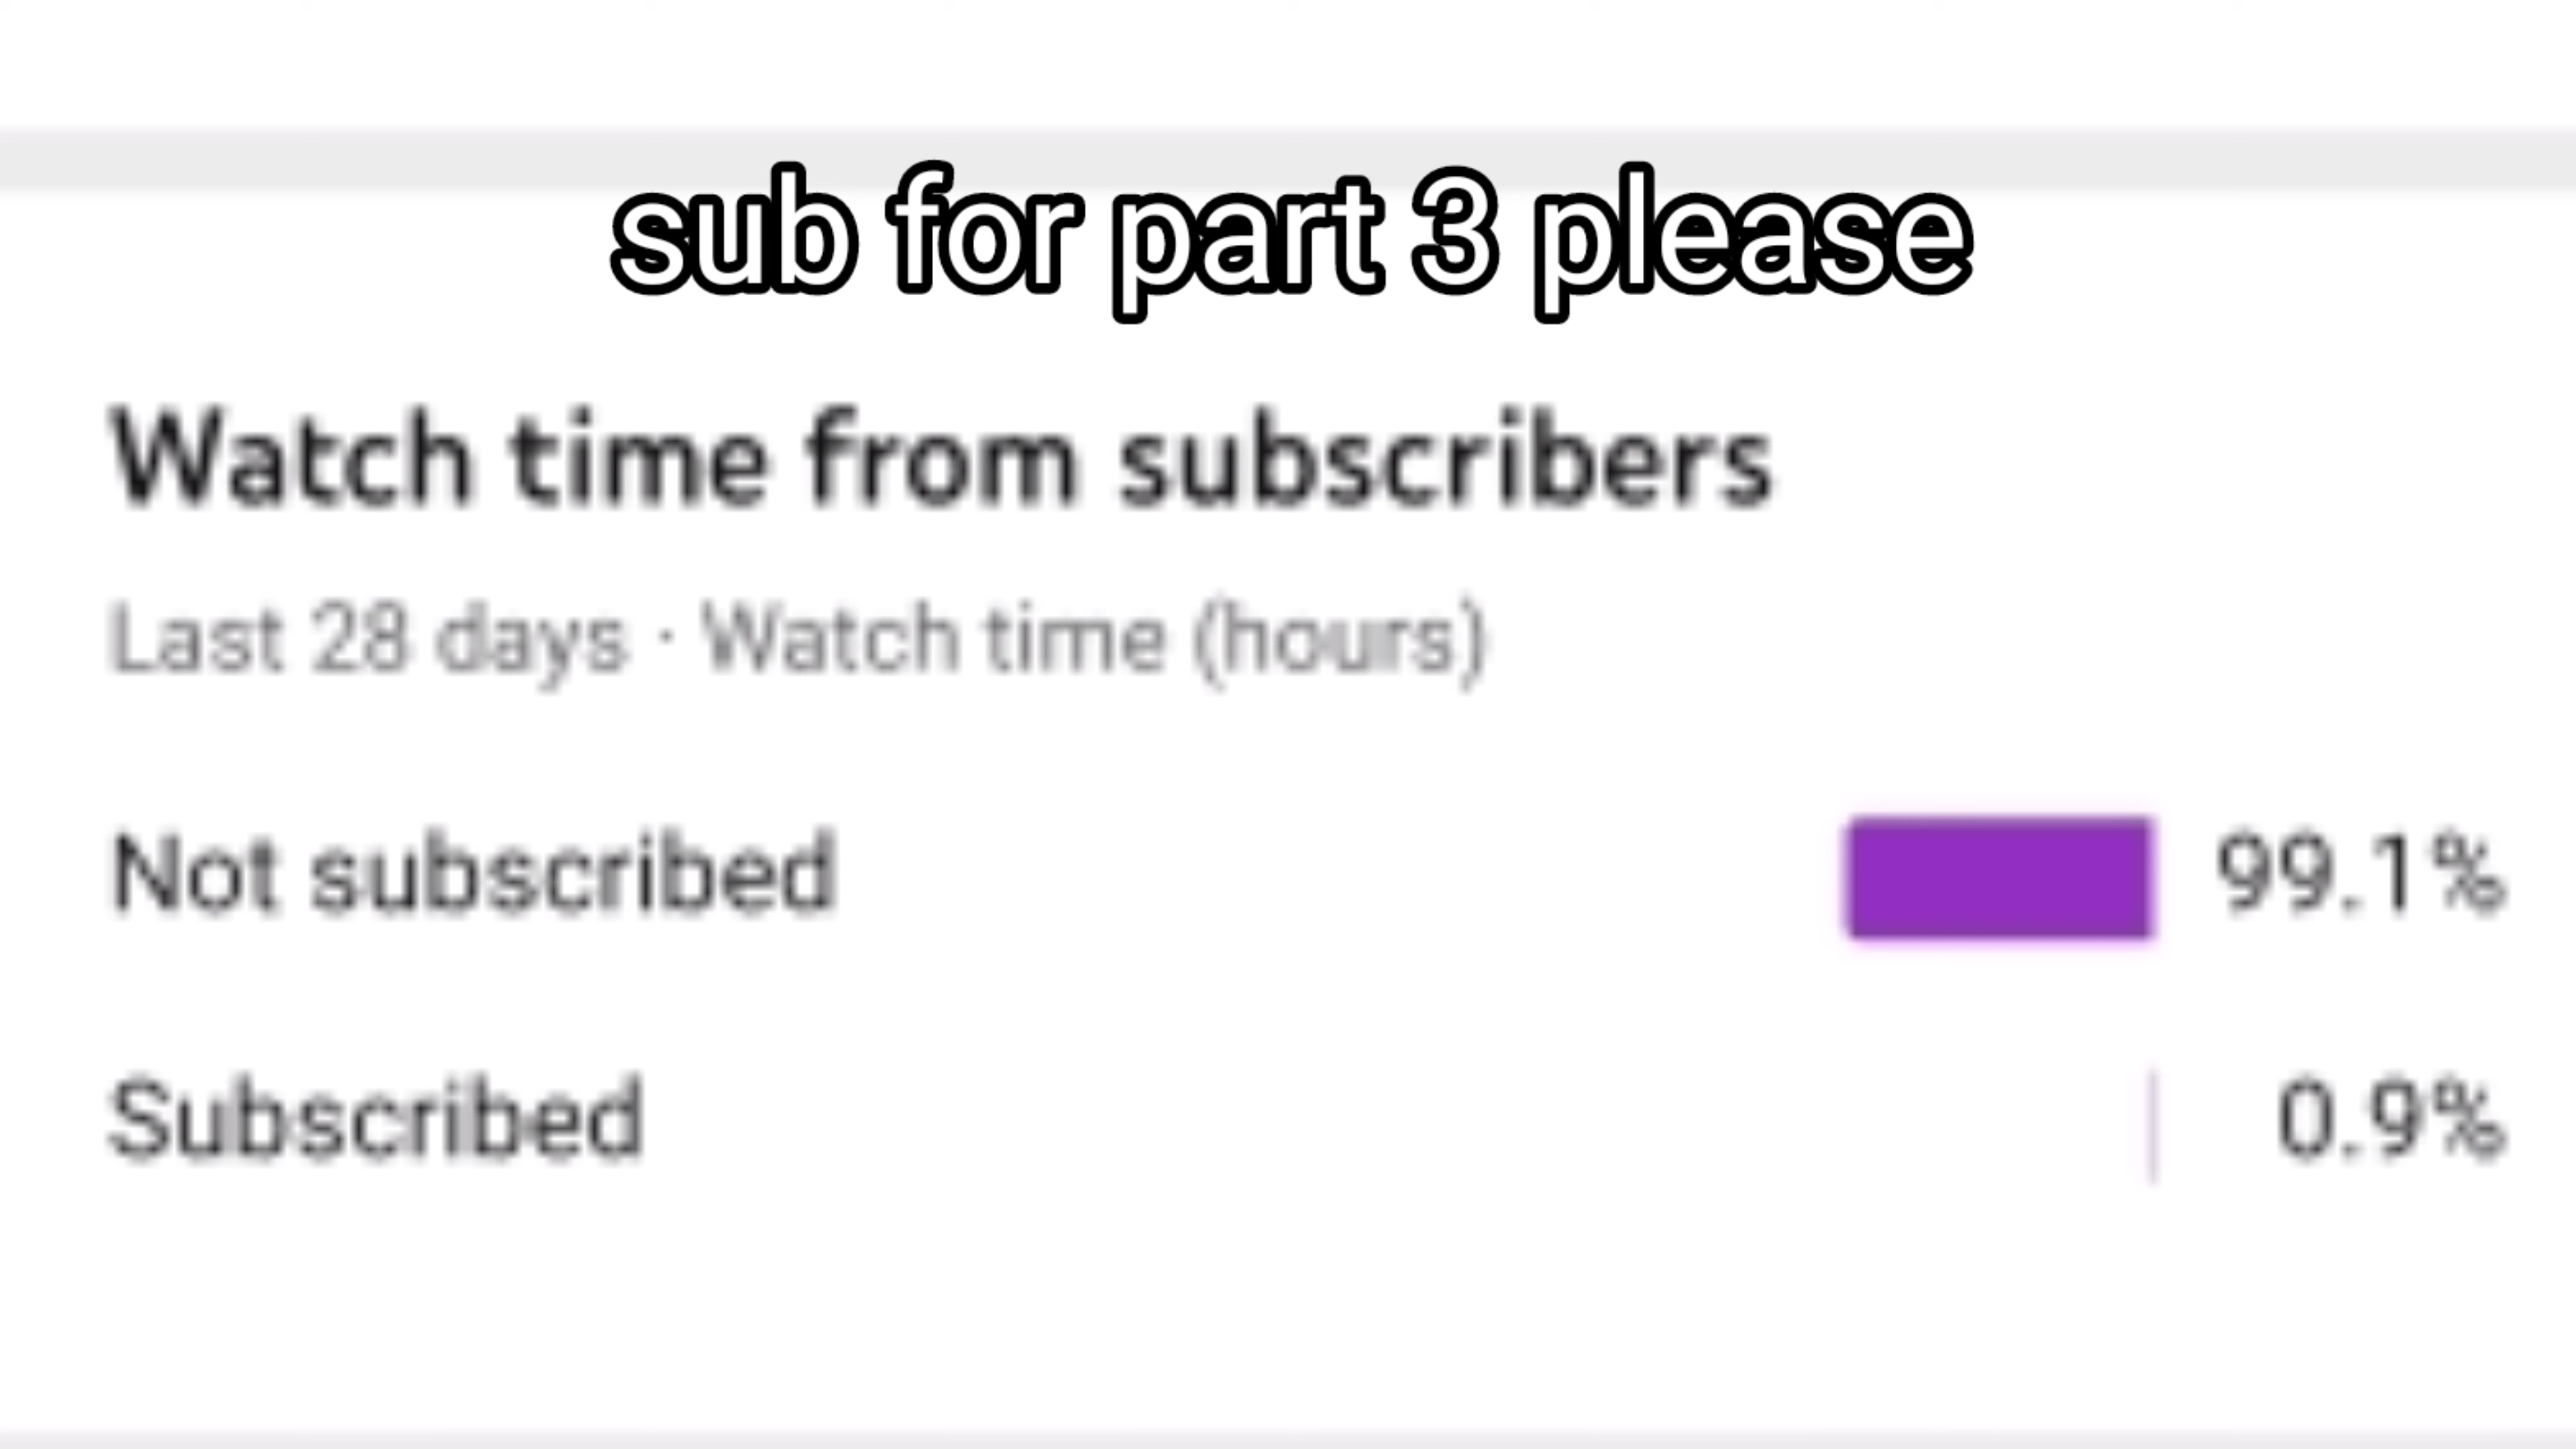 sub for part 3 please
Watch time from subscribers
Last 28 days · Watch time (hours)
Not subscribed 99.1%
Subscribed 0.9%